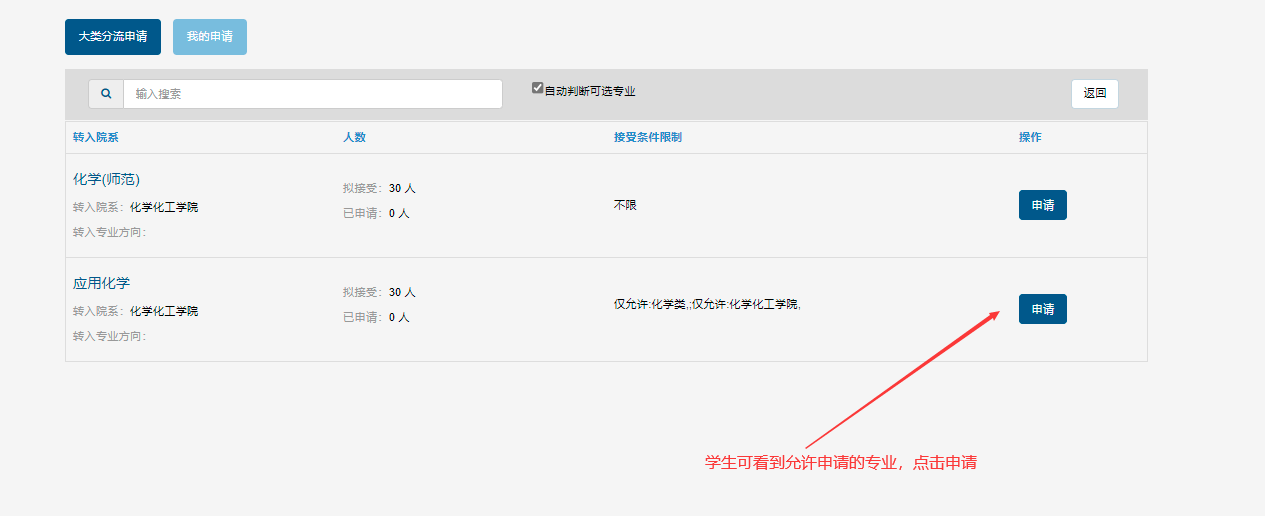 大类分流申请 我的申请
输入搜索 自动判断可选专业 返回
转入院系 人数 接受条件限制 操作
化学(师范)
转入院系: 化学化工学院
转入专业方向:
拟接受: 30 人
已申请: 0 人
不限
申请
应用化学
转入院系: 化学化工学院
转入专业方向:
拟接受: 30 人
已申请: 0 人
仅允许:化学类,;仅允许:化学化工学院,
申请
学生可看到允许申请的专业，点击申请